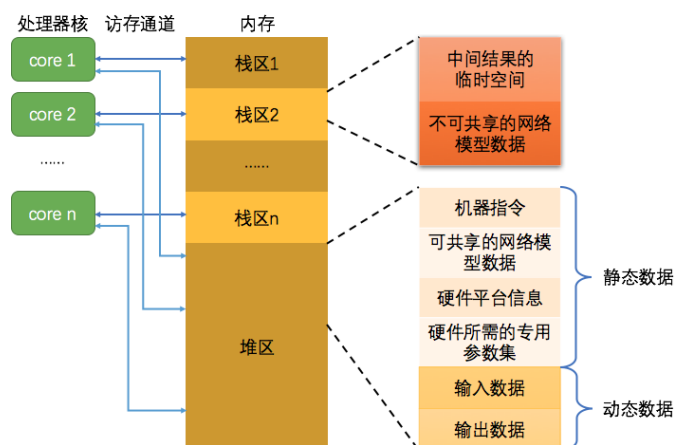 处理器核 访存通道 内存
core 1
栈区1
core 2
栈区2
......
......
core n
栈区n
堆区
中间结果的
临时空间
不可共享的网络
模型数据
机器指令
可共享的网络模
型数据
硬件平台信息
硬件所需的专用
参数集
静态数据
输入数据
输出数据
动态数据